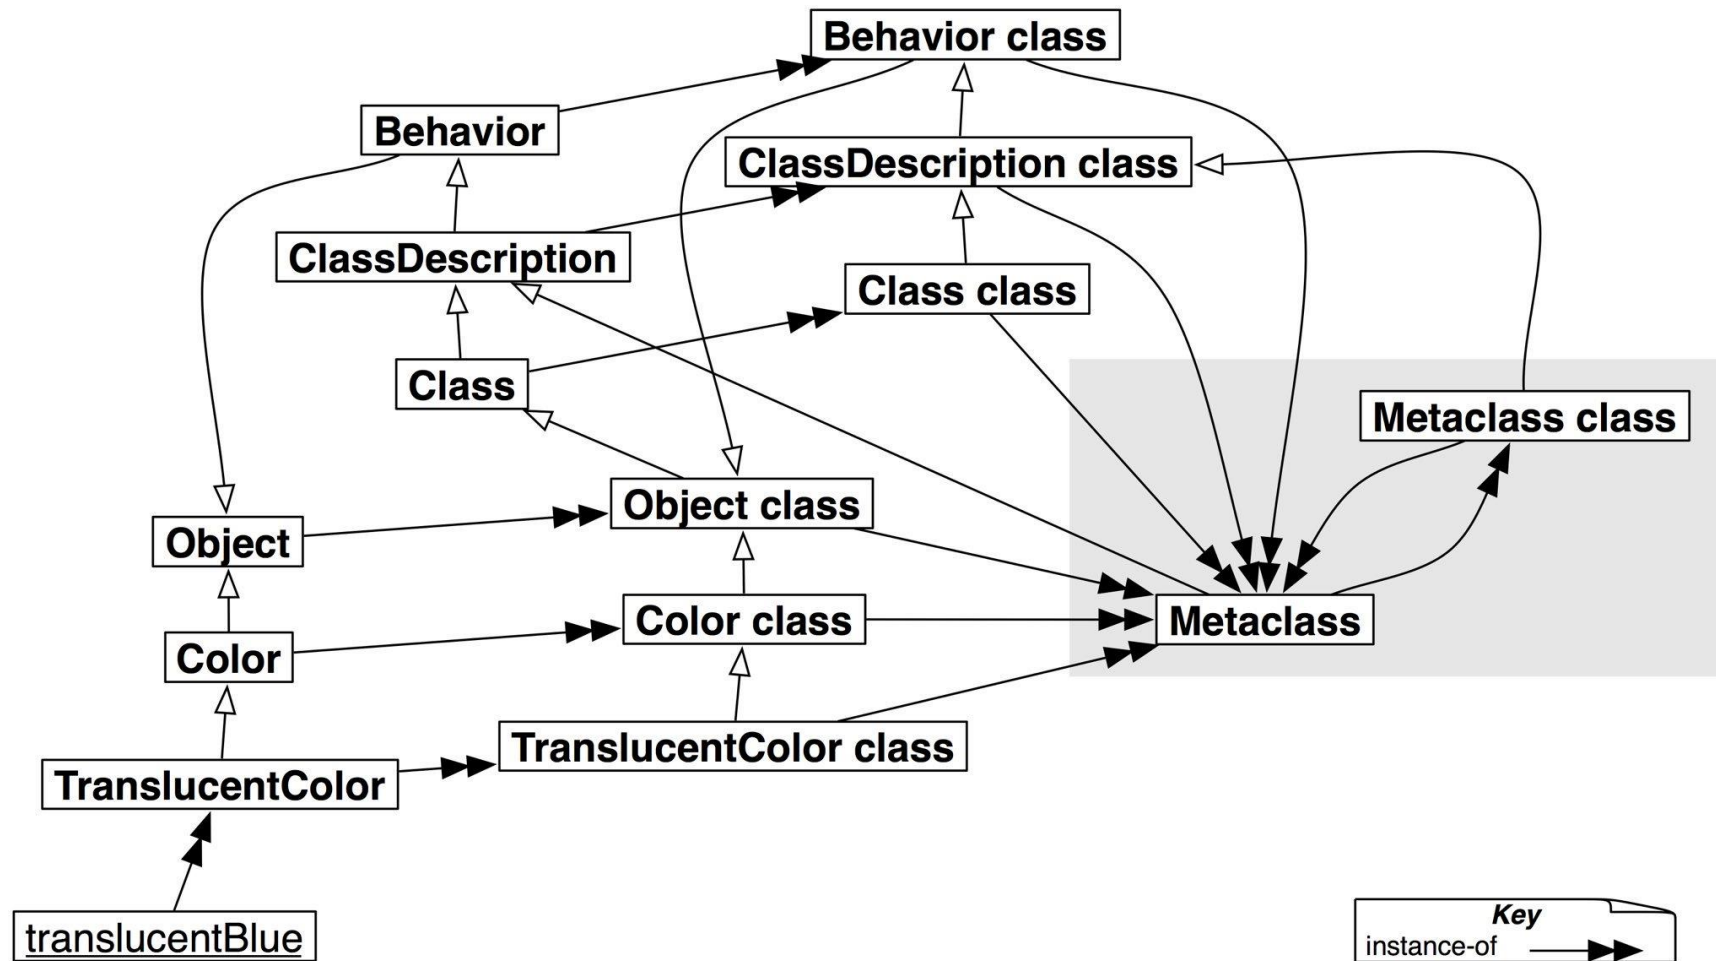 Behavior class
Behavior
ClassDescription class
ClassDescription
Class class
Class
Metaclass class
Object class
Object
Color class
Metaclass
Color
TranslucentColor class
TranslucentColor
translucentBlue
Key
instance-of